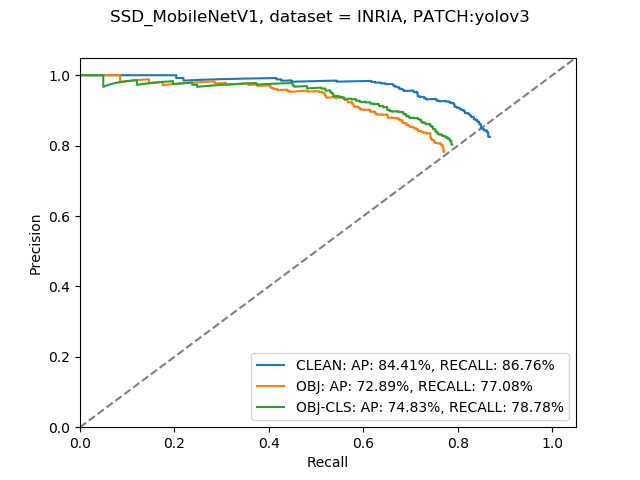 SSD_MobileNetV1, dataset = INRIA, PATCH:yolov3
1.0
0.8
0.6
0.4
0.2
0.0
Precision
0.0 0.2 0.4 0.6 0.8 1.0
Recall
CLEAN: AP: 84.41%, RECALL: 86.76%
OBJ: AP: 72.89%, RECALL: 77.08%
OBJ-CLS: AP: 74.83%, RECALL: 78.78%